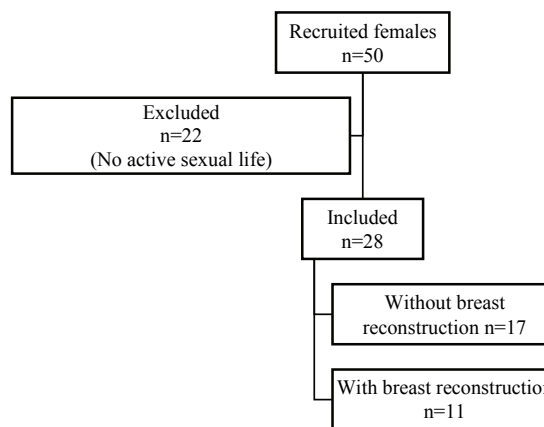 Recruited females
n=50
Excluded
n=22
(No active sexual life)
Included
n=28
Without breast
reconstruction n=17
With breast reconstruction
n=11